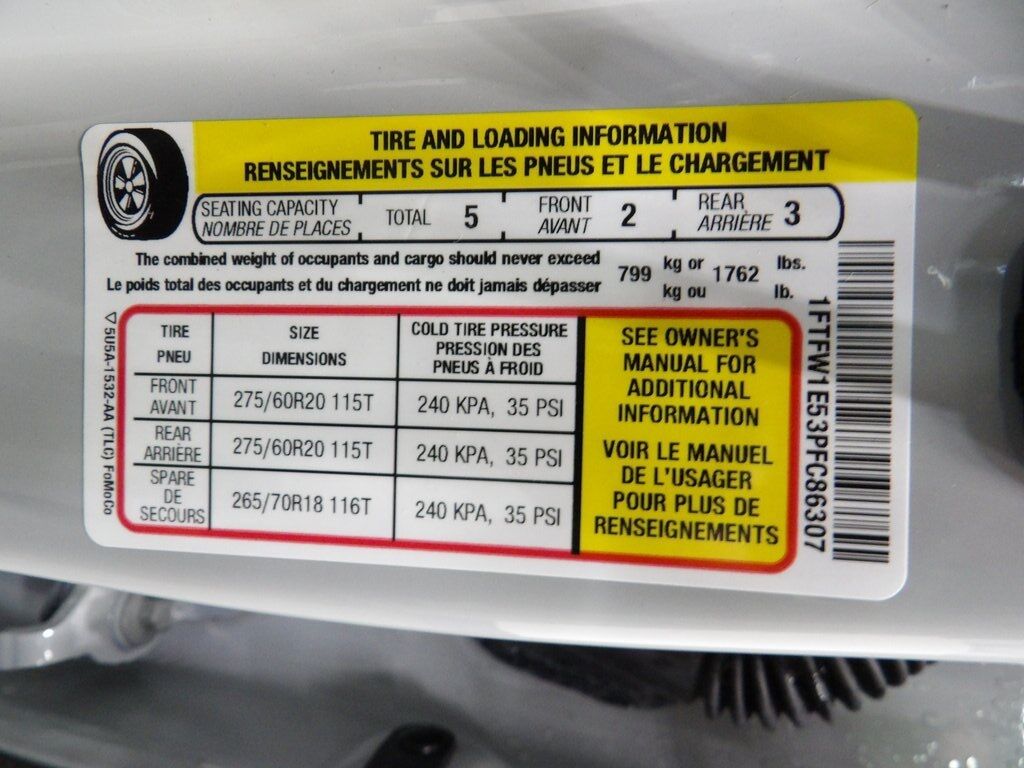 TIRE AND LOADING INFORMATION
RENSEIGNEMENTS SUR LES PNEUS ET LE CHARGEMENT
SEATING CAPACITY
NOMBRE DE PLACES
TOTAL 5
FRONT
AVANT
2
REAR
ARRIÈRE
3
The combined weight of occupants and cargo should never exceed
Le poids total des occupants et du chargement ne doit jamais dépasser
799 kg or 1762 lbs.
kg ou lb.
TIRE
PNEU
SIZE
DIMENSIONS
COLD TIRE PRESSURE
PRESSION DES
PNEUS À FROID
FRONT
AVANT
275/60R20 115T
240 KPA, 35 PSI
REAR
ARRIÈRE
275/60R20 115T
240 KPA, 35 PSI
SPARE
DE
SECOURS
265/70R18 116T
240 KPA, 35 PSI
SEE OWNER'S
MANUAL FOR
ADDITIONAL
INFORMATION
VOIR LE MANUEL
DE L'USAGER
POUR PLUS DE
RENSEIGNEMENTS
5U5A-1532-AA (TLC) FoMoCo
1FTFW1E53PFC86307